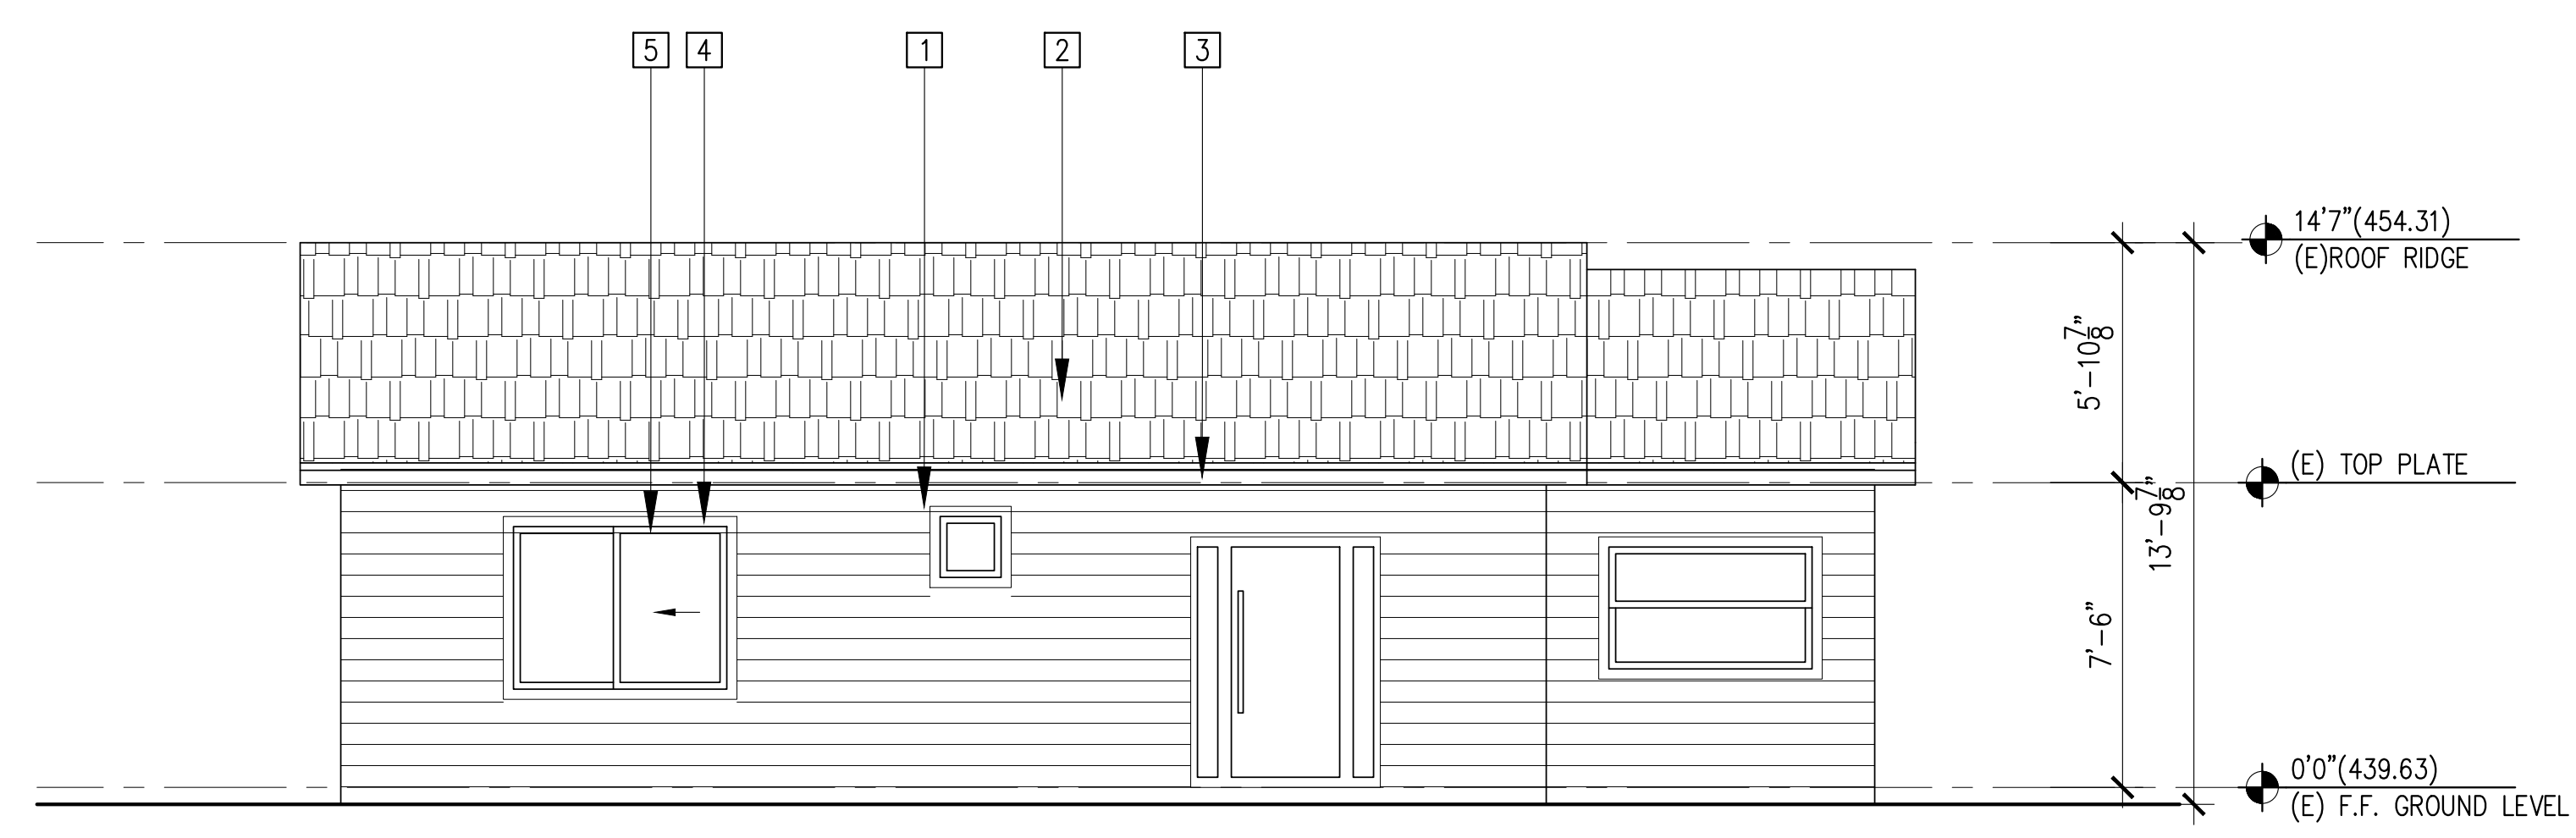 5 4 1 2 3
14'7"(454.31)
(E)ROOF RIDGE
5'-10 7/8"
(E) TOP PLATE
13'-9 7/8"
7'-6"
0'0"(439.63)
(E) F.F. GROUND LEVEL